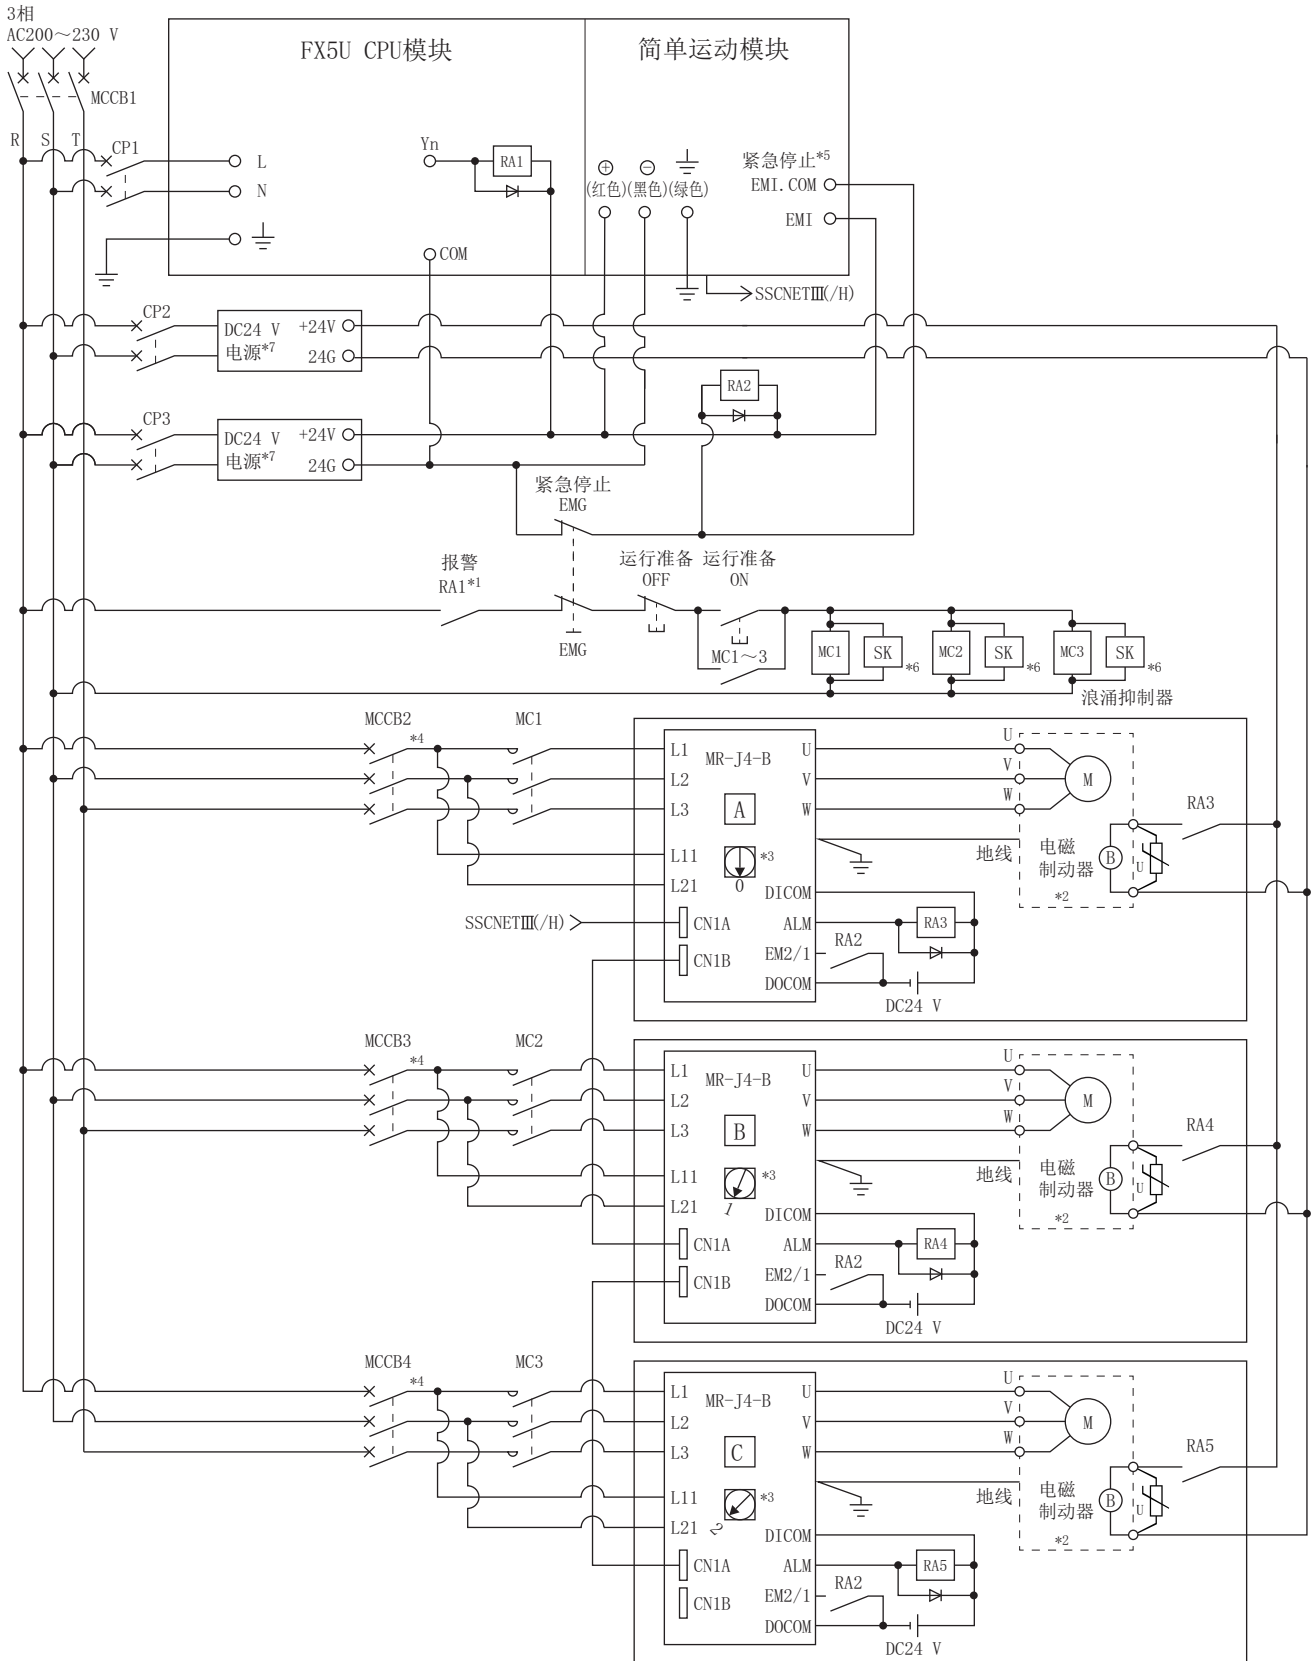 3相
AC200～230 V
MCCB1
R
S
T
FX5U CPU模块
简单运动模块
CP1
L
N
Yn
RA1
COM
(红色)(黑色)(绿色)
紧急停止*5
EMI.COM
EMI
SSCNETⅢ(/H)
CP2
DC24 V
电源*7
+24V
24G
RA2
CP3
DC24 V
电源*7
+24V
24G
紧急停止
EMG
报警
RA1*1
运行准备
OFF
运行准备
ON
EMG
MC1～3
MC1
SK
*6
MC2
SK
*6
MC3
SK
*6
浪涌抑制器
MCCB2
*4
MC1
L1
L2
L3
L11
L21
CN1A
CN1B
MR-J4-B
A
*3
0
U
V
W
DICOM
ALM
EM2/1
DOCOM
U
V
W
M
地线
电磁
制动器
*2
B
U
RA3
RA3
RA2
DC24 V
SSCNETⅢ(/H)
MCCB3
*4
MC2
L1
L2
L3
L11
L21
CN1A
CN1B
MR-J4-B
B
*3
1
U
V
W
DICOM
ALM
EM2/1
DOCOM
U
V
W
M
地线
电磁
制动器
*2
B
U
RA4
RA4
RA2
DC24 V
MCCB4
*4
MC3
L1
L2
L3
L11
L21
CN1A
CN1B
MR-J4-B
C
*3
2
U
V
W
DICOM
ALM
EM2/1
DOCOM
U
V
W
M
地线
电磁
制动器
*2
B
U
RA5
RA5
RA2
DC24 V